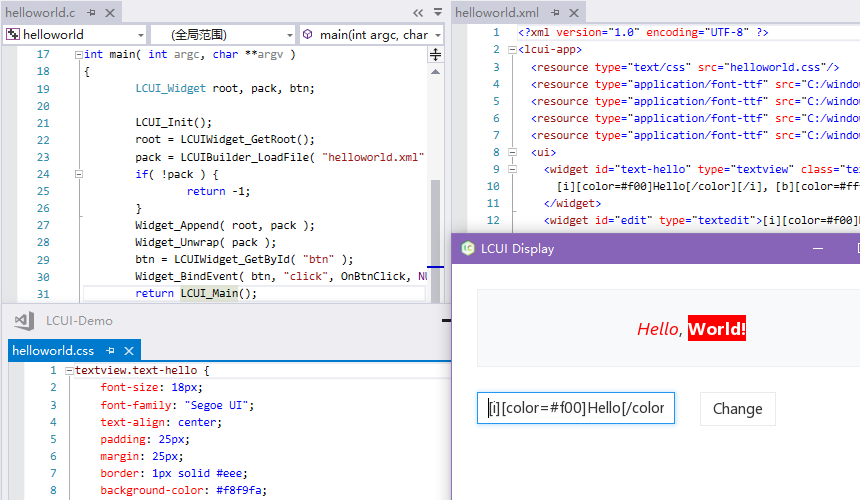 helloworld.c
helloworld
(全局范围)
main(int argc, char
17 int main( int argc, char **argv )
18 {
19 LCUI_Widget root, pack, btn;
20
21 LCUI_Init();
22 root = LCUIWidget_GetRoot();
23 pack = LCUIBuilder_LoadFile( "helloworld.xml"
24 if( !pack ) {
25 return -1;
26 }
27 Widget_Append( root, pack );
28 Widget_Unwrap( pack );
29 btn = LCUIWidget_GetById( "btn" );
30 Widget_BindEvent( btn, "click", OnBtnClick, NU
31 return LCUI_Main();
helloworld.xml
1 <?xml version="1.0" encoding="UTF-8" ?>
2 <lcui-app>
3 <resource type="text/css" src="helloworld.css"/>
4 <resource type="application/font-ttf" src="C:/window
5 <resource type="application/font-ttf" src="C:/window
6 <resource type="application/font-ttf" src="C:/window
7 <resource type="application/font-ttf" src="C:/window
8 <ui>
9 <widget id="text-hello" type="textview" class="te
10 [i][color=#f00]Hello[/color][/i], [b][color=#ff
11 </widget>
12 <widget id="edit" type="textedit">[i][color=#f00]
LCUI-Demo
helloworld.css
1 textview.text-hello {
2 font-size: 18px;
3 font-family: "Segoe UI";
4 text-align: center;
5 padding: 25px;
6 margin: 25px;
7 border: 1px solid #eee;
8 background-color: #f8f9fa;
LC LCUI Display
Hello, World!
[i][color=#f00]Hello[/color
Change